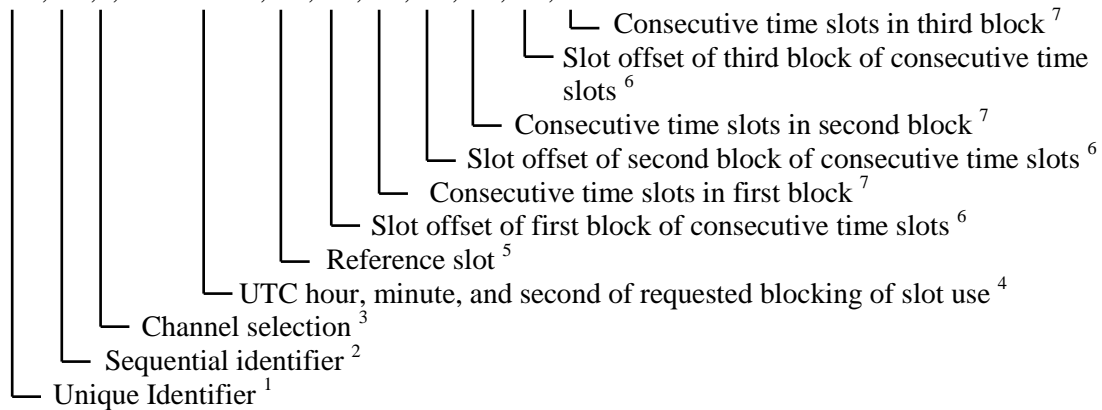 Consecutive time slots in third block 7
Slot offset of third block of consecutive time
slots 6
Consecutive time slots in second block 7
Slot offset of second block of consecutive time slots 6
Consecutive time slots in first block 7
Slot offset of first block of consecutive time slots 6
Reference slot 5
UTC hour, minute, and second of requested blocking of slot use 4
Channel selection 3
Sequential identifier 2
Unique Identifier 1